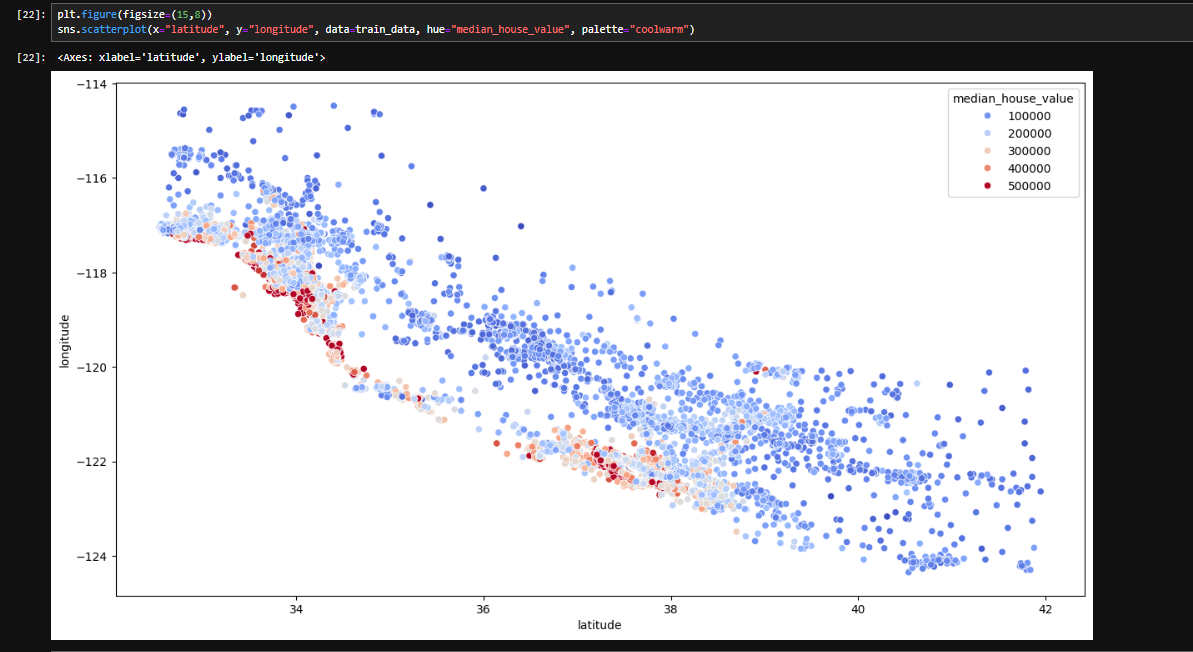 [22]: plt.figure(figsize=(15,8))
sns.scatterplot(x="latitude", y="longitude", data=train_data, hue="median_house_value", palette="coolwarm")
[22]: <Axes: xlabel='latitude', ylabel='longitude'>
−114
−116
−118
−120
−122
−124
longitude
median_house_value
100000
200000
300000
400000
500000
34 36 38 40 42
latitude